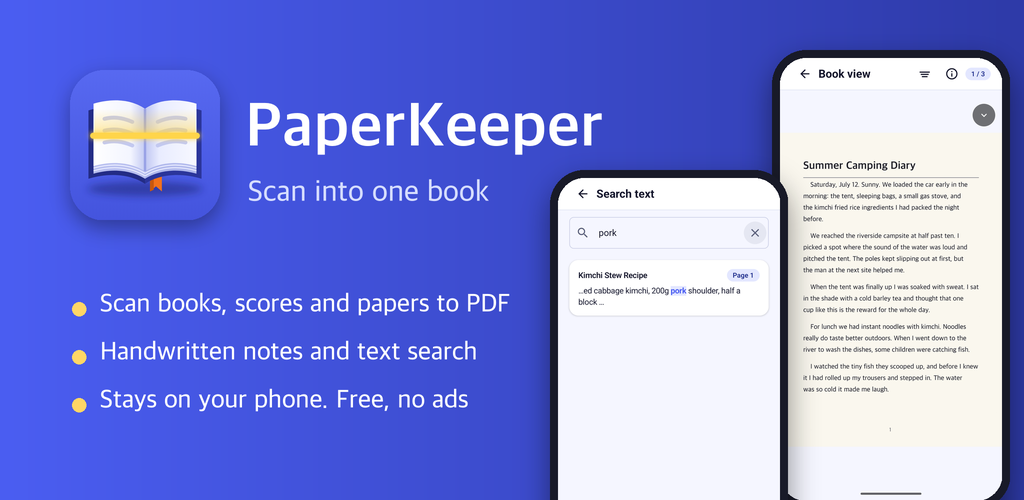 PaperKeeper
Scan into one book
Scan books, scores and papers to PDF
Handwritten notes and text search
Stays on your phone. Free, no ads
Search text
pork
Kimchi Stew Recipe
Page 1
...ed cabbage kimchi, 200g pork shoulder, half a
block ...
Book view
1 / 3
Summer Camping Diary
Saturday, July 12. Sunny. We loaded the car early in the
morning: the tent, sleeping bags, a small gas stove, and
the kimchi fried rice ingredients I had packed the night
before.
We reached the riverside campsite at half past ten. I
picked a spot where the sound of the water was loud and
pitched the tent. The poles kept slipping out at first, but
the man at the next site helped me.
When the tent was finally up I was soaked with sweat. I sat
in the shade with a cold barley tea and thought that one
cup like this is the reward for the whole day.
For lunch we had instant noodles with kimchi. Noodles
really do taste better outdoors. When I went down to the
river to wash the dishes, some children were catching fish.
I watched the tiny fish they scooped up, and before I knew
it I had rolled up my trousers and stepped in. The water
was so cold it made me laugh.
1